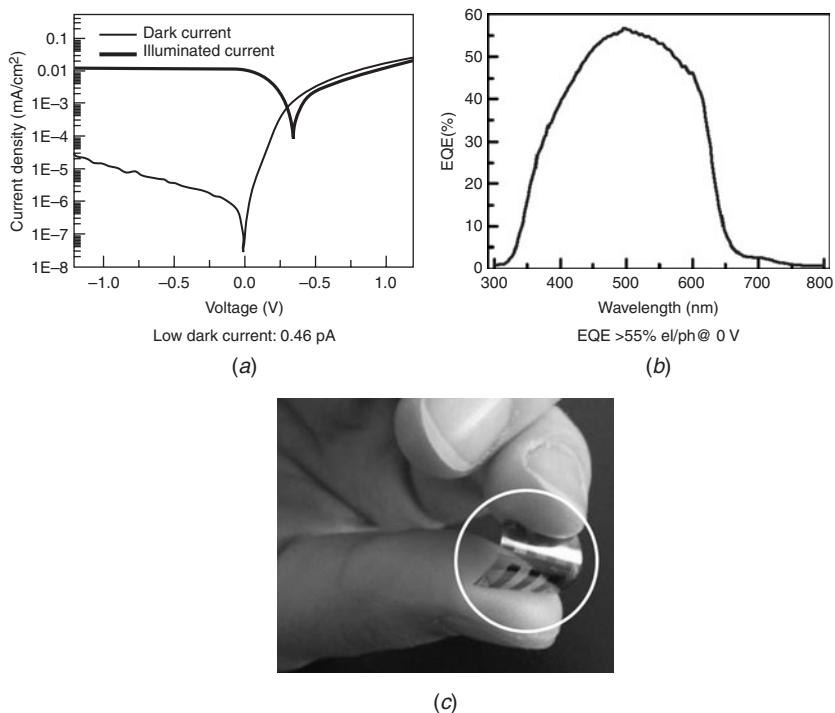 Dark current
Illuminated current
Current density (mA/cm2)
0.1
0.01
1E–3
1E–4
1E–5
1E–6
1E–7
1E–8
–1.0
–0.5
0.0
–0.5
1.0
Voltage (V)
Low dark current: 0.46 pA
(a)
EQE(%)
60
55
50
40
30
20
10
5
0
300
400
500
600
700
800
Wavelength (nm)
EQE >55% el/ph@ 0 V
(b)
(c)